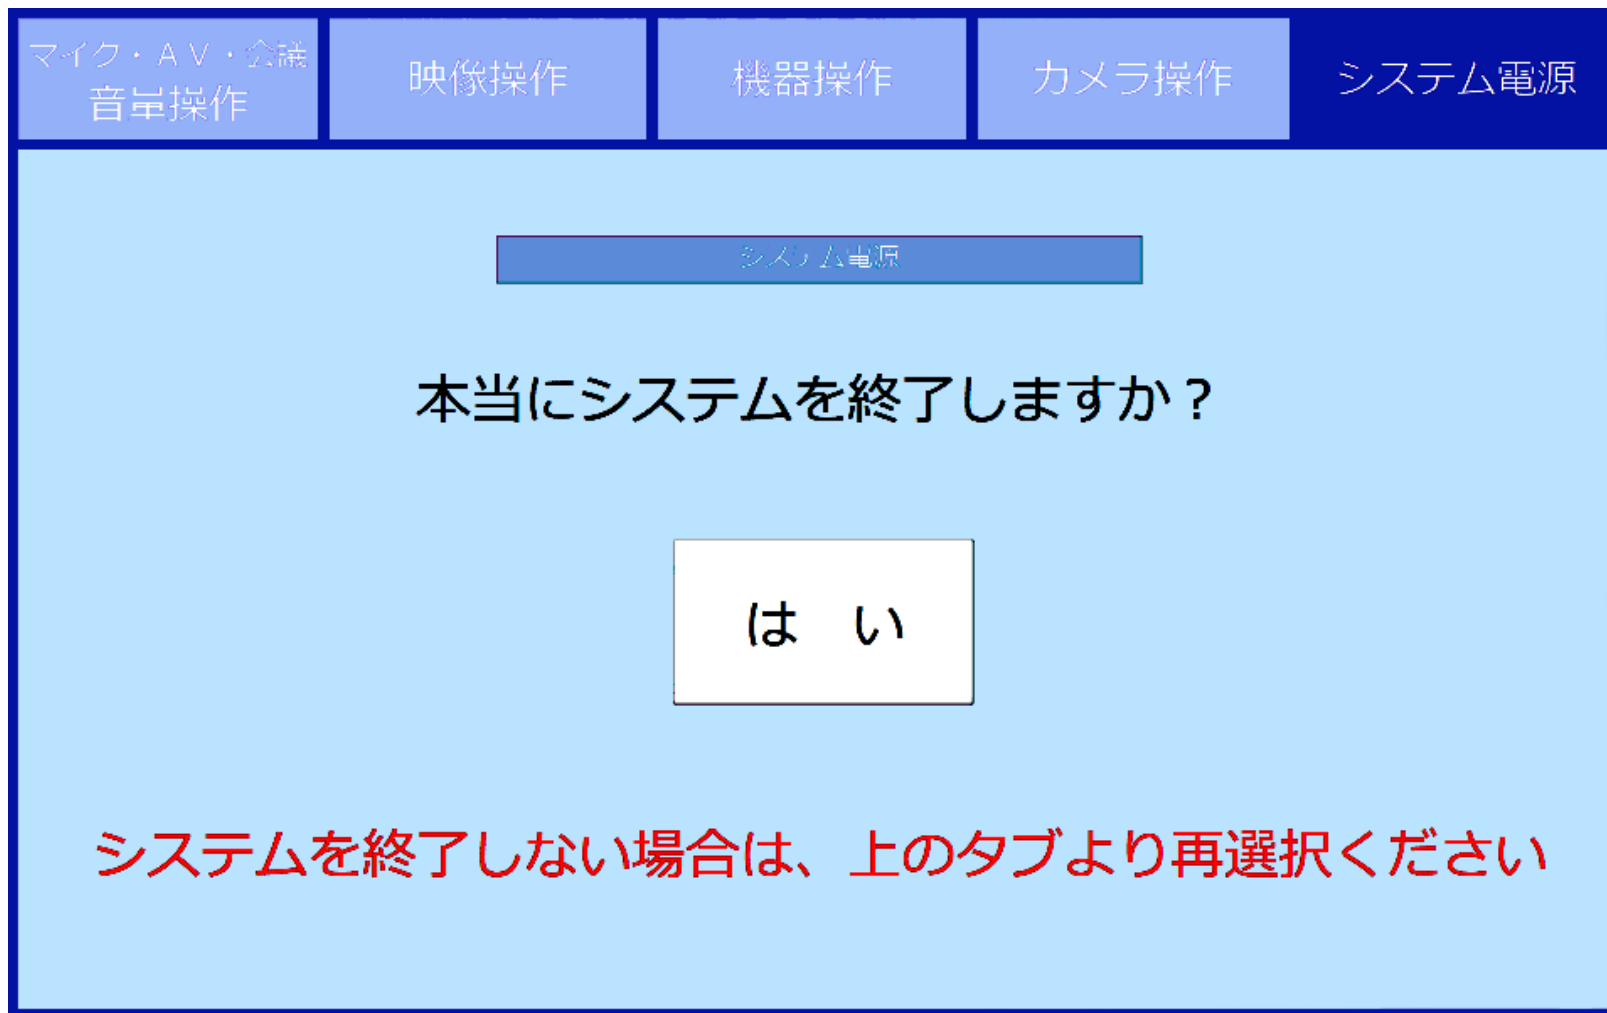 マイク・ＡＶ・会議
音量操作
映像操作
機器操作
カメラ操作
システム電源
システム電源
本当にシステムを終了しますか？
は　い
システムを終了しない場合は、上のタブより再選択ください